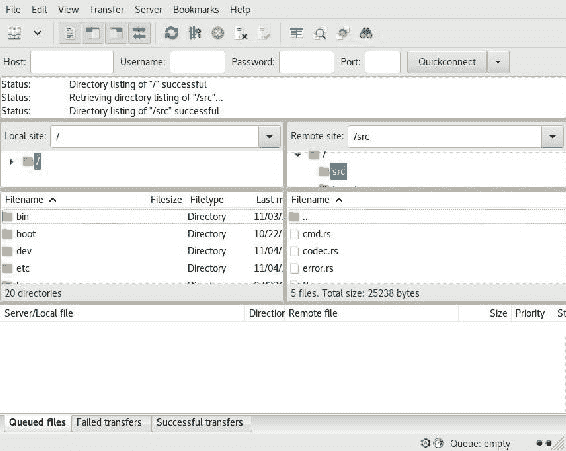 File Edit View Transfer Server Bookmarks Help
Host: Username: Password: Port: Quickconnect
Status: Directory listing of "/" successful
Status: Retrieving directory listing of "/src"...
Status: Directory listing of "/src" successful
Local site: / Remote site: /src
/ /
src
Filename Filesize Filetype Last m Filename
bin Directory 11/03/ ..
boot Directory 10/22/ cmd.rs
dev Directory 11/04/ codec.rs
etc Directory 11/04/ error.rs
20 directories 5 files. Total size: 25238 bytes
Server/Local file Direction Remote file Size Priority St
Queued files Failed transfers Successful transfers
Queue: empty